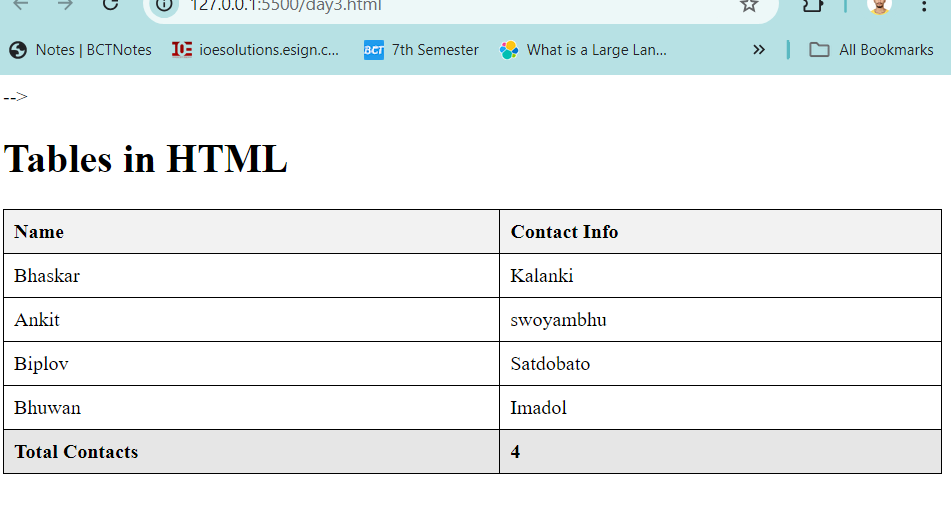 127.0.0.1:5500/day3.html
Notes | BCTNotes ioesolutions.esign.c... BCT 7th Semester What is a Large Lan... » All Bookmarks
-->
Tables in HTML
Name Contact Info
Bhaskar Kalanki
Ankit swoyambhu
Biplov Satdobato
Bhuwan Imadol
Total Contacts 4